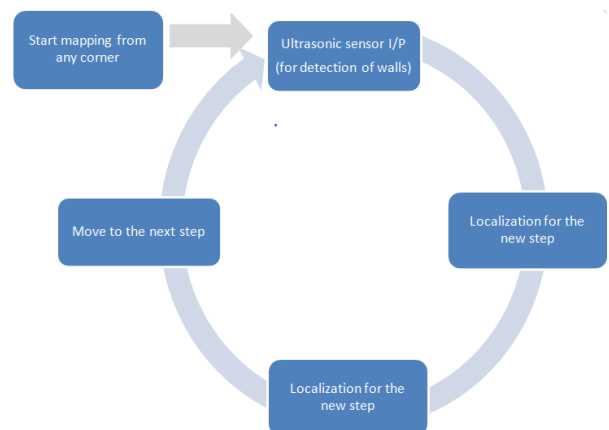 Start mapping from
any corner
Ultrasonic sensor I/P
(for detection of walls)
Localization for the
new step
Localization for the
new step
Move to the next step